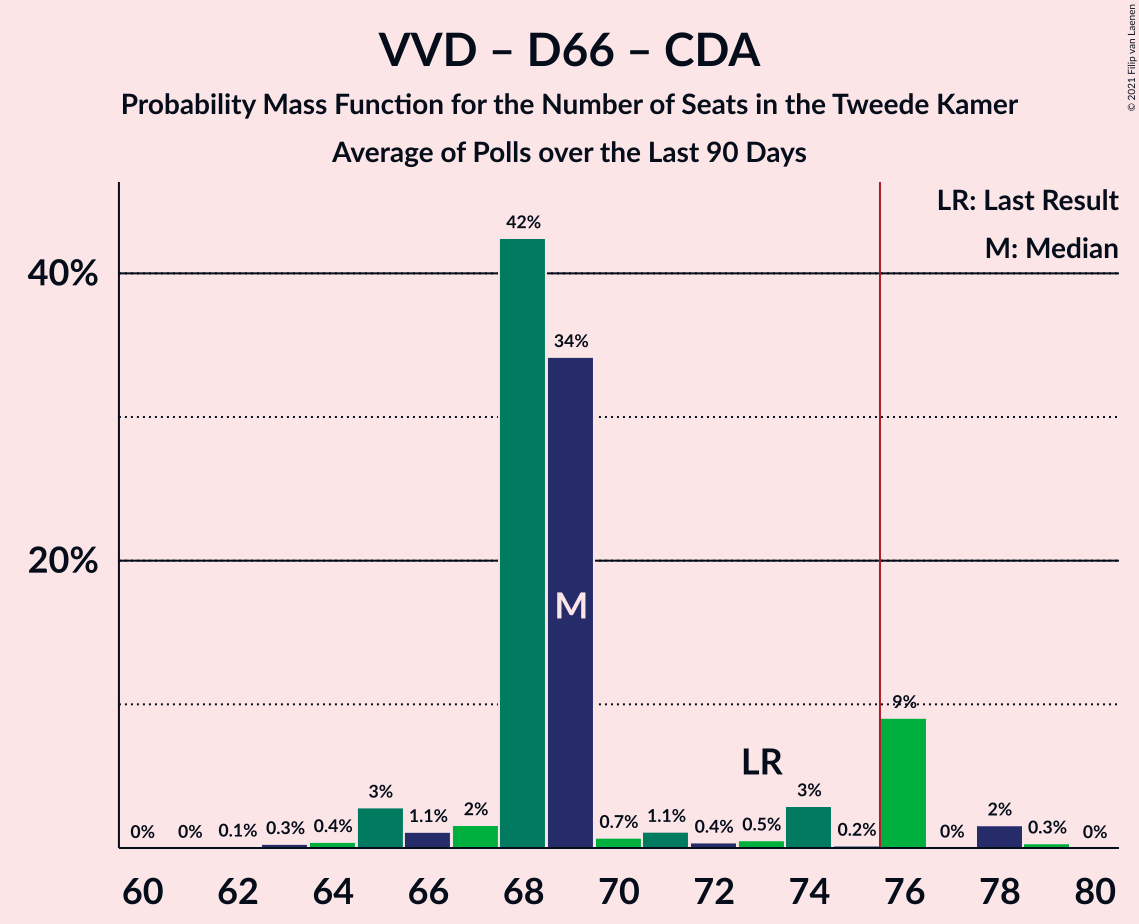 VVD – D66 – CDA
Probability Mass Function for the Number of Seats in the Tweede Kamer
Average of Polls over the Last 90 Days
© 2021 Filip van Laenen
LR: Last Result
M: Median
40%
20%
0%
0%
0.1%
0.3%
0.4%
3%
1.1%
2%
42%
34%
0.7%
1.1%
0.4%
0.5%
3%
0.2%
9%
0%
2%
0.3%
0%
M
LR
60 62 64 66 68 70 72 74 76 78 80